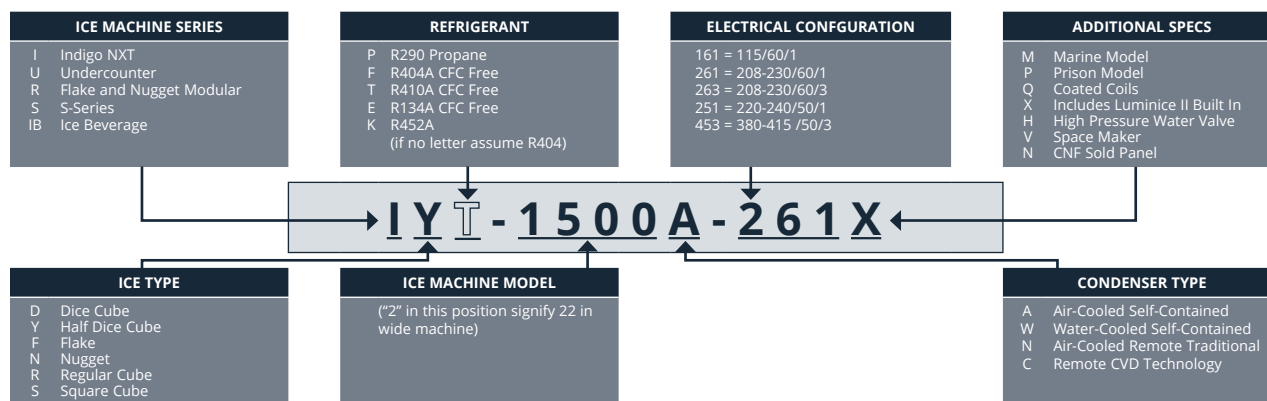 ICE MACHINE SERIES
I Indigo NXT
U Undercounter
R Flake and Nugget Modular
S S-Series
IB Ice Beverage
REFRIGERANT
P R290 Propane
F R404A CFC Free
T R410A CFC Free
E R134A CFC Free
K R452A
(if no letter assume R404)
ELECTRICAL CONFGURATION
161 = 115/60/1
261 = 208-230/60/1
263 = 208-230/60/3
251 = 220-240/50/1
453 = 380-415 /50/3
ADDITIONAL SPECS
M Marine Model
P Prison Model
Q Coated Coils
X Includes Luminice II Built In
H High Pressure Water Valve
V Space Maker
N CNF Sold Panel
IYT-1500A-261X
ICE TYPE
D Dice Cube
Y Half Dice Cube
F Flake
N Nugget
R Regular Cube
S Square Cube
ICE MACHINE MODEL
(“2” in this position signify 22 in
wide machine)
CONDENSER TYPE
A Air-Cooled Self-Contained
W Water-Cooled Self-Contained
N Air-Cooled Remote Traditional
C Remote CVD Technology